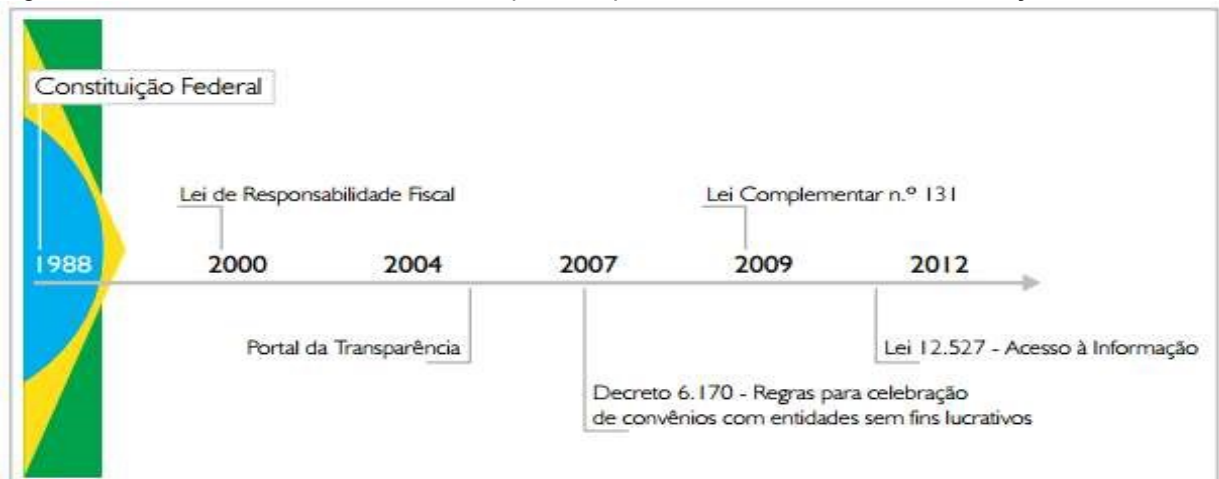 Constituição Federal
Lei de Responsabilidade Fiscal
Lei Complementar n.º 131
1988
2000
2004
2007
2009
2012
Portal da Transparência
Lei 12.527 - Acesso à Informação
Decreto 6.170 - Regras para celebração
de convênios com entidades sem fins lucrativos